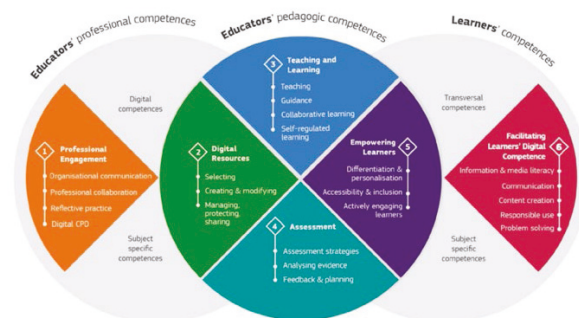 Educators' professional competences
Educators' pedagogic competences
Learners' competences
Digital
competences
Subject
specific
competences
1
Professional
Engagement
Organisational communication
Professional collaboration
Reflective practice
Digital CPD
2
Digital
Resources
Selecting
Creating & modifying
Managing,
protecting,
sharing
3
Teaching and
Learning
Teaching
Guidance
Collaborative learning
Self-regulated
learning
4
Assessment
Assessment strategies
Analysing evidence
Feedback & planning
5
Empowering
Learners
Differentiation &
personalisation
Accessibility & inclusion
Actively engaging
learners
Transversal
competences
Subject
specific
competences
6
Facilitating
Learners' Digital
Competence
Information & media literacy
Communication
Content creation
Responsible use
Problem solving